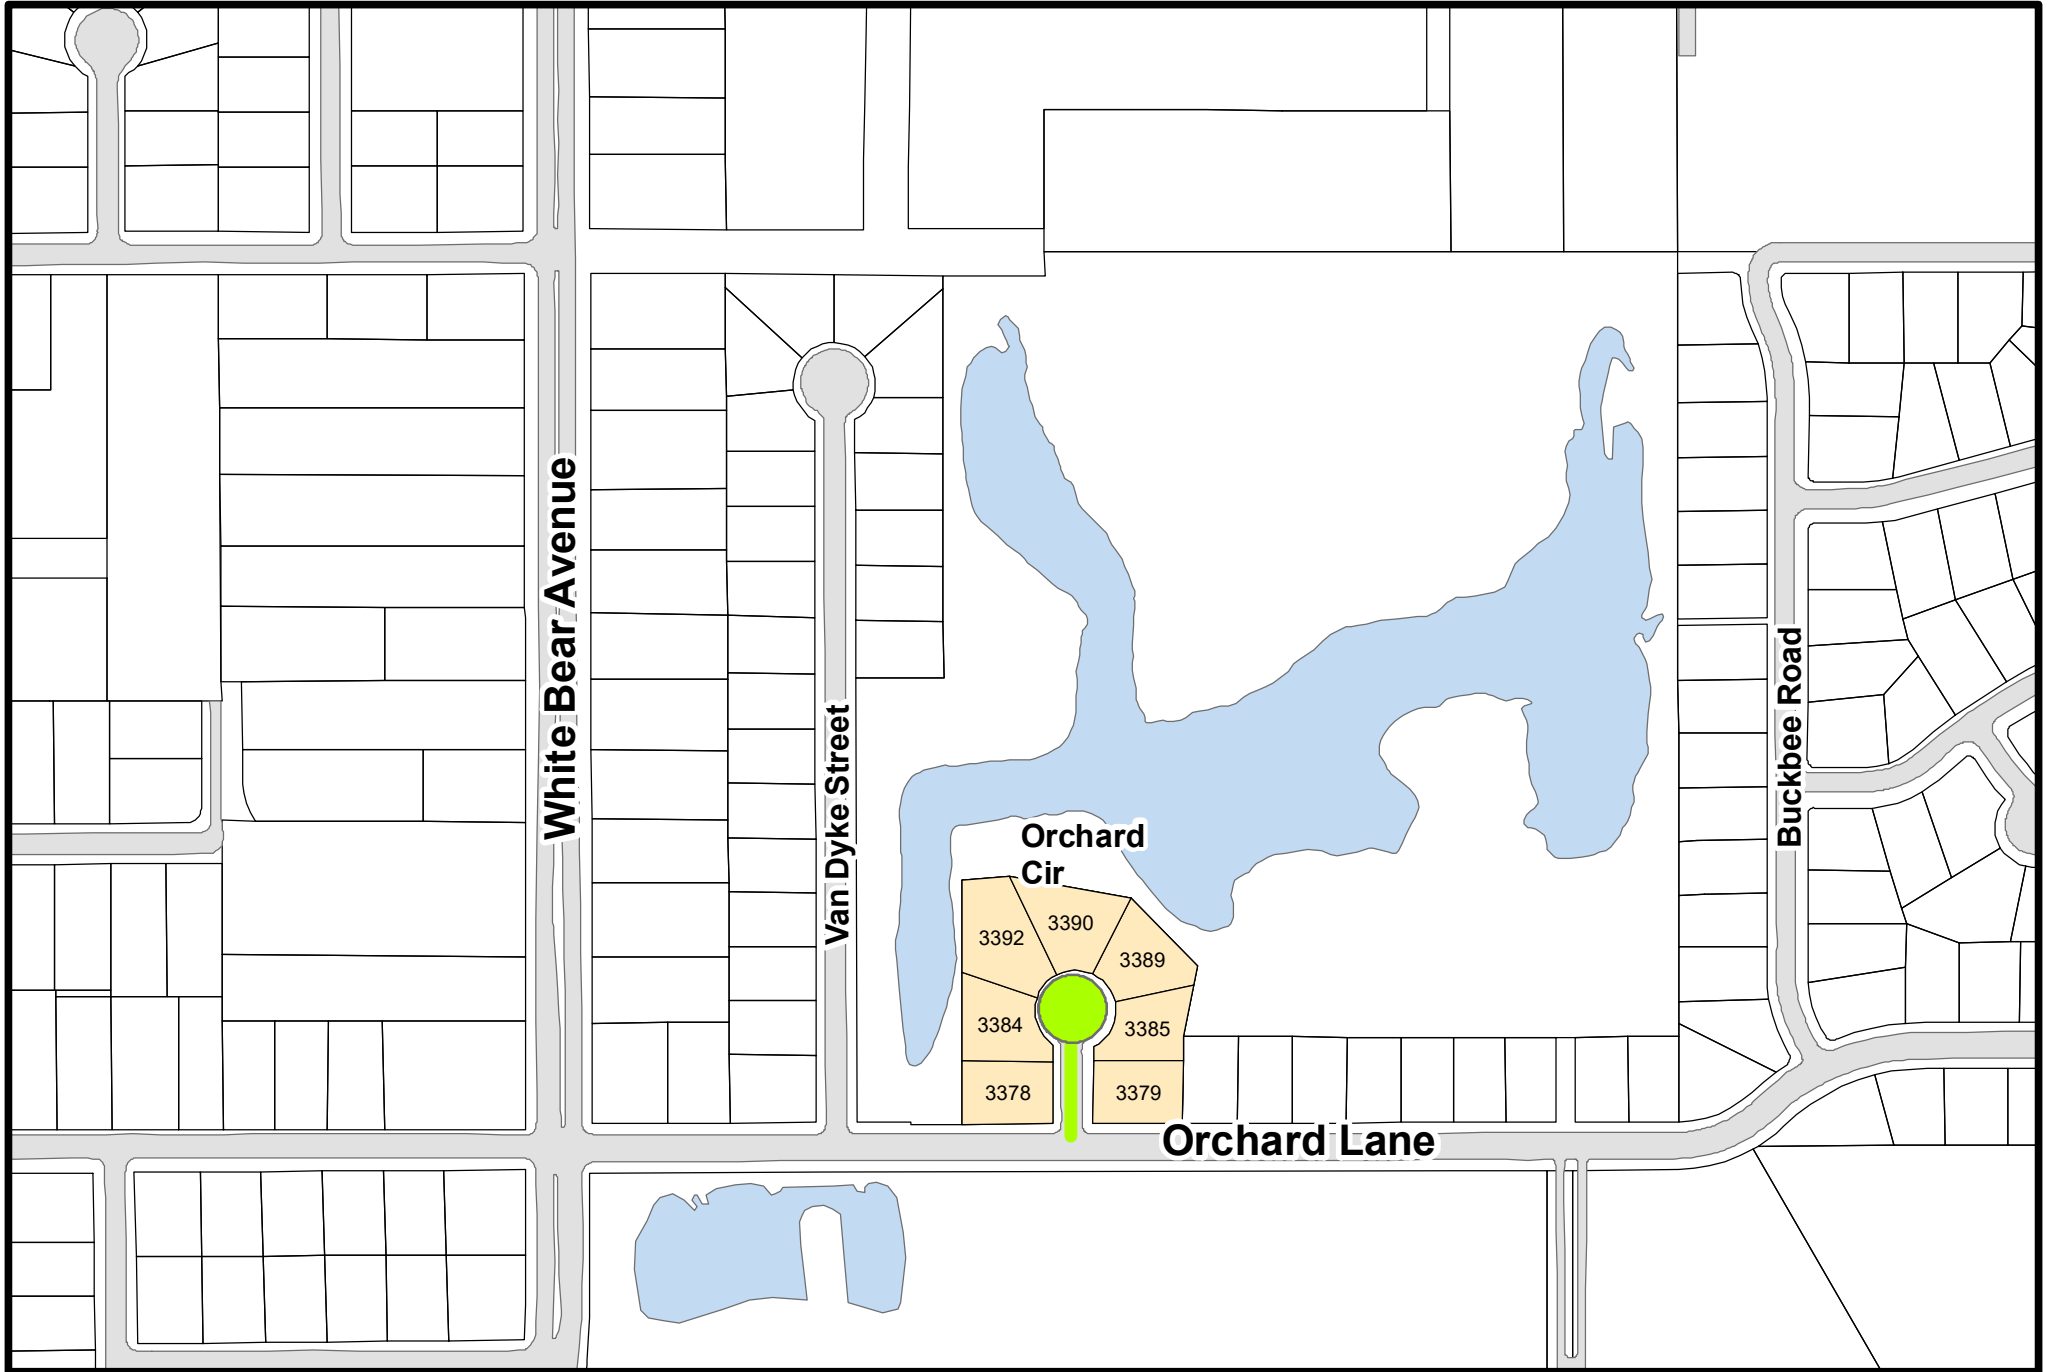 White Bear Avenue
Van Dyke Street
Buckbee Road
Orchard
Cir
3392
3390
3389
3384
3385
3378
3379
Orchard Lane